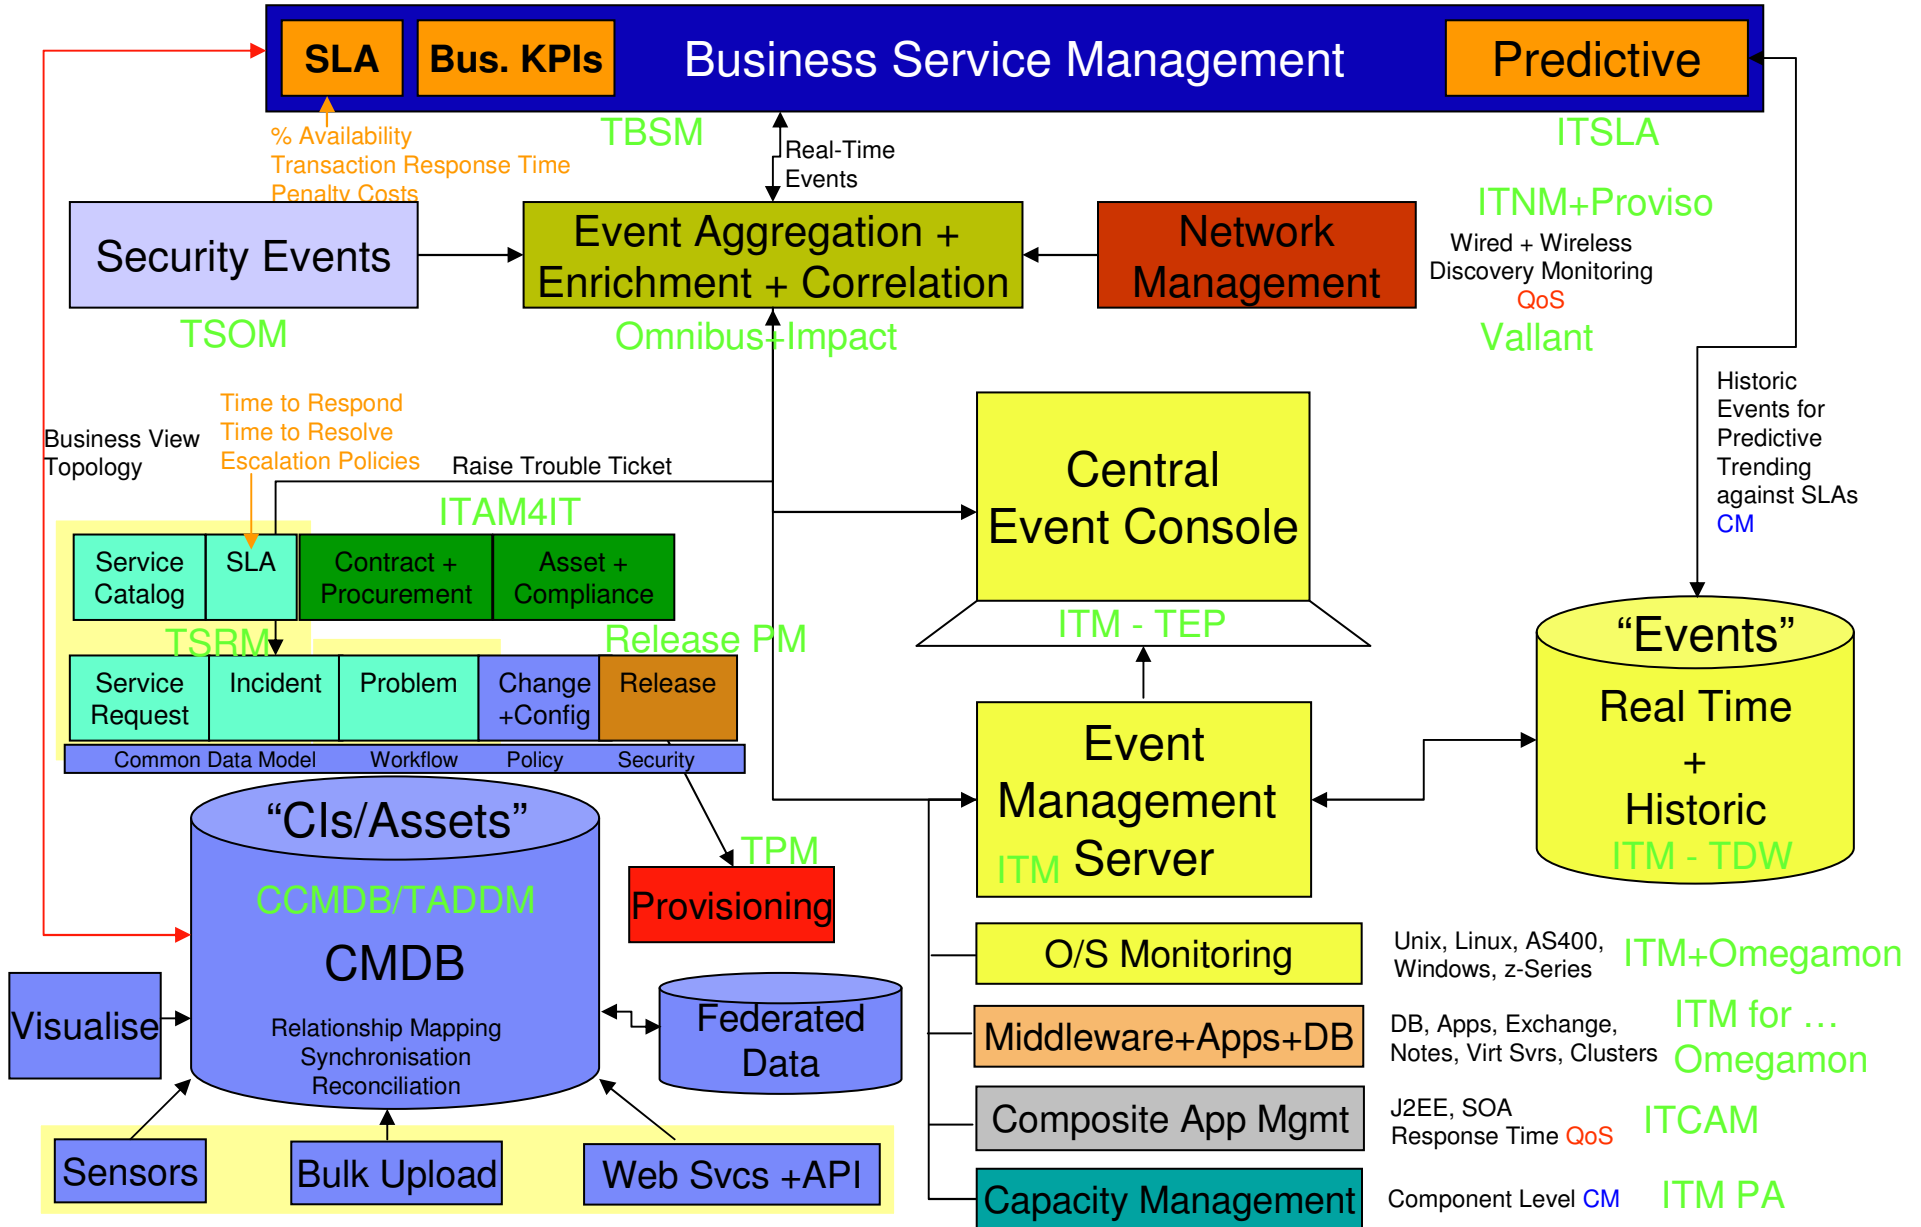 SLA
Bus. KPIs
Business Service Management
Predictive
% Availability
Transaction Response Time
Penalty Costs
TBSM
Real-Time
Events
ITSLA
Security Events
TSOM
Event Aggregation +
Enrichment + Correlation
Omnibus+Impact
Network
Management
ITNM+Proviso
Wired + Wireless
Discovery Monitoring
QoS
Vallant
Historic
Events for
Predictive
Trending
against SLAs
CM
Business View
Topology
Time to Respond
Time to Resolve
Escalation Policies
Raise Trouble Ticket
ITAM4IT
Service
Catalog
SLA
Contract +
Procurement
Asset +
Compliance
TSRM
Release PM
Service
Request
Incident
Problem
Change
+Config
Release
Common Data Model
Workflow
Policy
Security
Central
Event Console
ITM - TEP
Event
Management
Server
ITM
“Events”
Real Time
+
Historic
ITM - TDW
“CIs/Assets”
CCMDB/TADDM
CMDB
Relationship Mapping
Synchronisation
Reconciliation
TPM
Provisioning
Visualise
Federated
Data
Sensors
Bulk Upload
Web Svcs +API
O/S Monitoring
Unix, Linux, AS400,
Windows, z-Series
ITM+Omegamon
Middleware+Apps+DB
DB, Apps, Exchange,
Notes, Virt Svrs, Clusters
ITM for …
Omegamon
Composite App Mgmt
J2EE, SOA
Response Time QoS
ITCAM
Capacity Management
Component Level CM
ITM PA